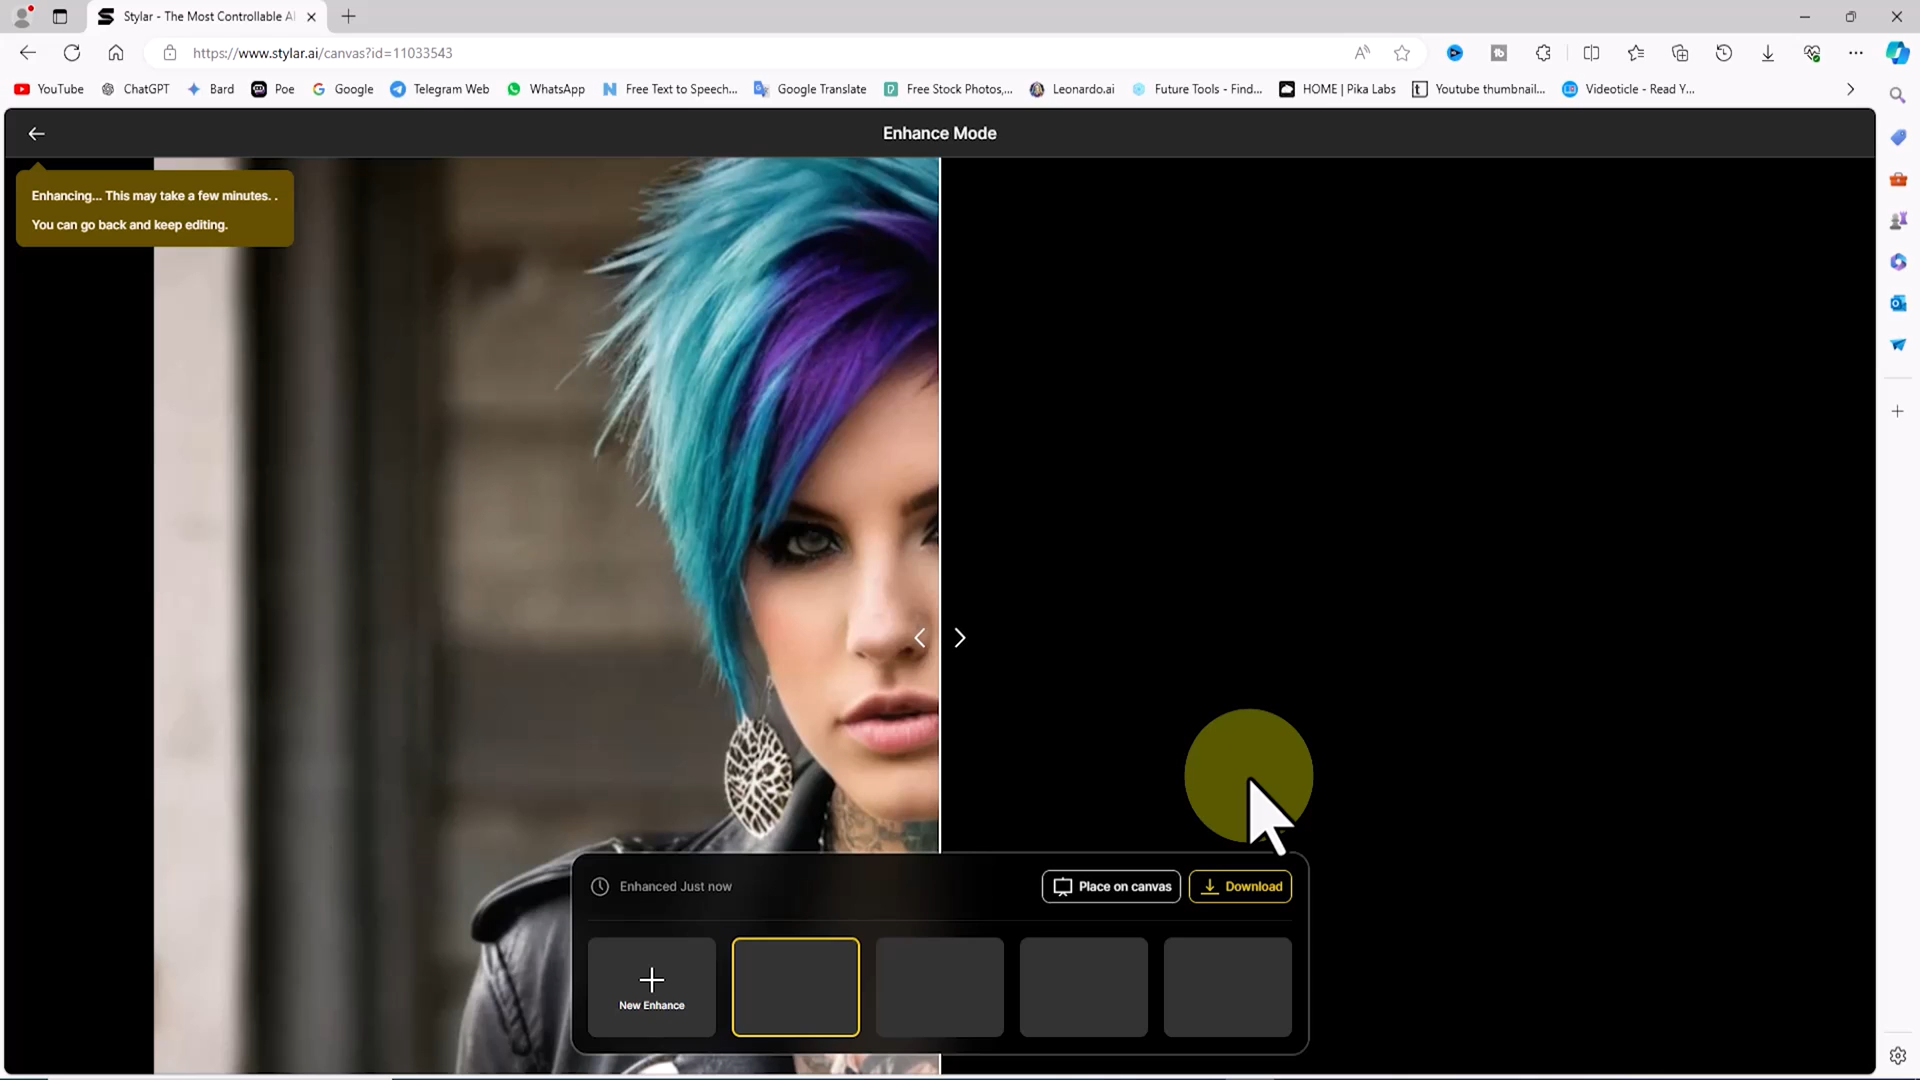 Stylar - The Most Controllable AI
https://www.stylar.ai/canvas?id=11033543
YouTube
ChatGPT
Bard
Poe
Google
Telegram Web
WhatsApp
Free Text to Speech...
Google Translate
Free Stock Photos,...
Leonardo.ai
Future Tools - Find...
HOME | Pika Labs
Youtube thumbnail...
Videoticle - Read Y...
Enhance Mode
Enhancing... This may take a few minutes. .
You can go back and keep editing.
Enhanced Just now
Place on canvas
Download
New Enhance